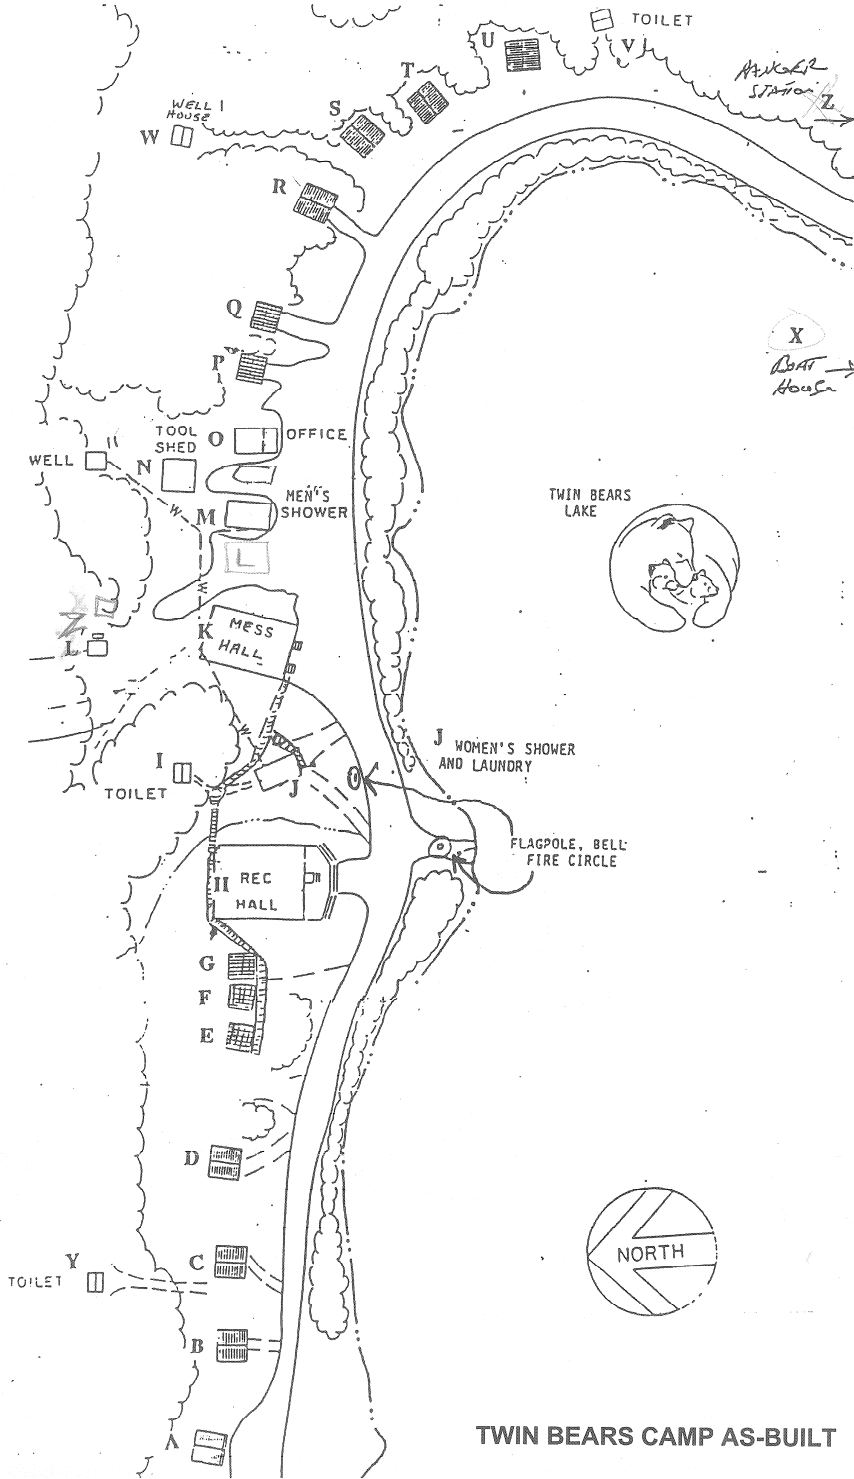 TOILET
U
V
T
RANGER
STATION
Z
S
WELL
HOUSE
W
R
Q
X
BOAT
HOUSE
P
TOOL
SHED
O
OFFICE
WELL
N
MEN'S
SHOWER
M
W
TWIN BEARS
LAKE
L
W
K
MESS
HALL
L
W
J
WOMEN'S SHOWER
AND LAUNDRY
I
TOILET
J
FLAGPOLE, BELL
FIRE CIRCLE
H
REC
HALL
G
F
E
D
C
Y
TOILET
NORTH
B
A
TWIN BEARS CAMP AS-BUILT